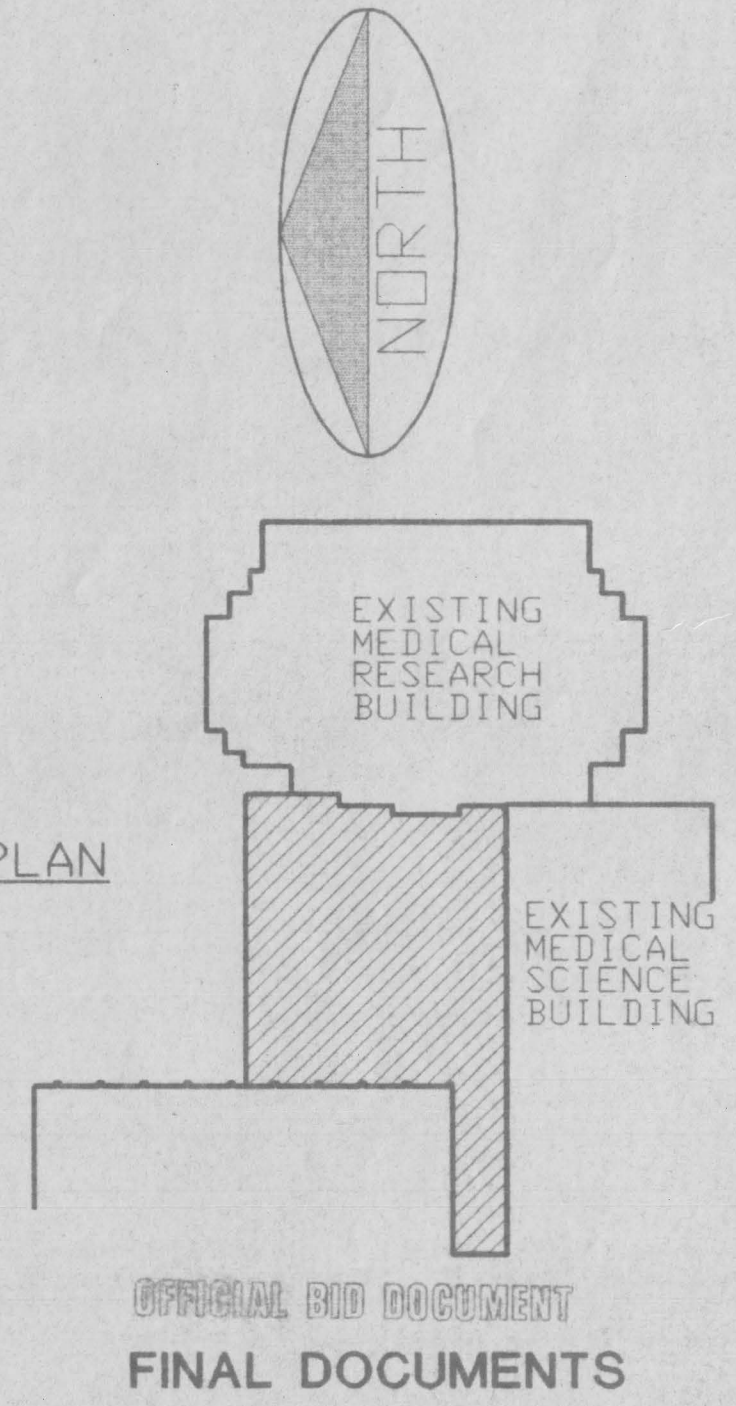 NORTH
EXISTING
MEDICAL
RESEARCH
BUILDING
PLAN
EXISTING
MEDICAL
SCIENCE
BUILDING
OFFICIAL BID DOCUMENT
FINAL DOCUMENTS